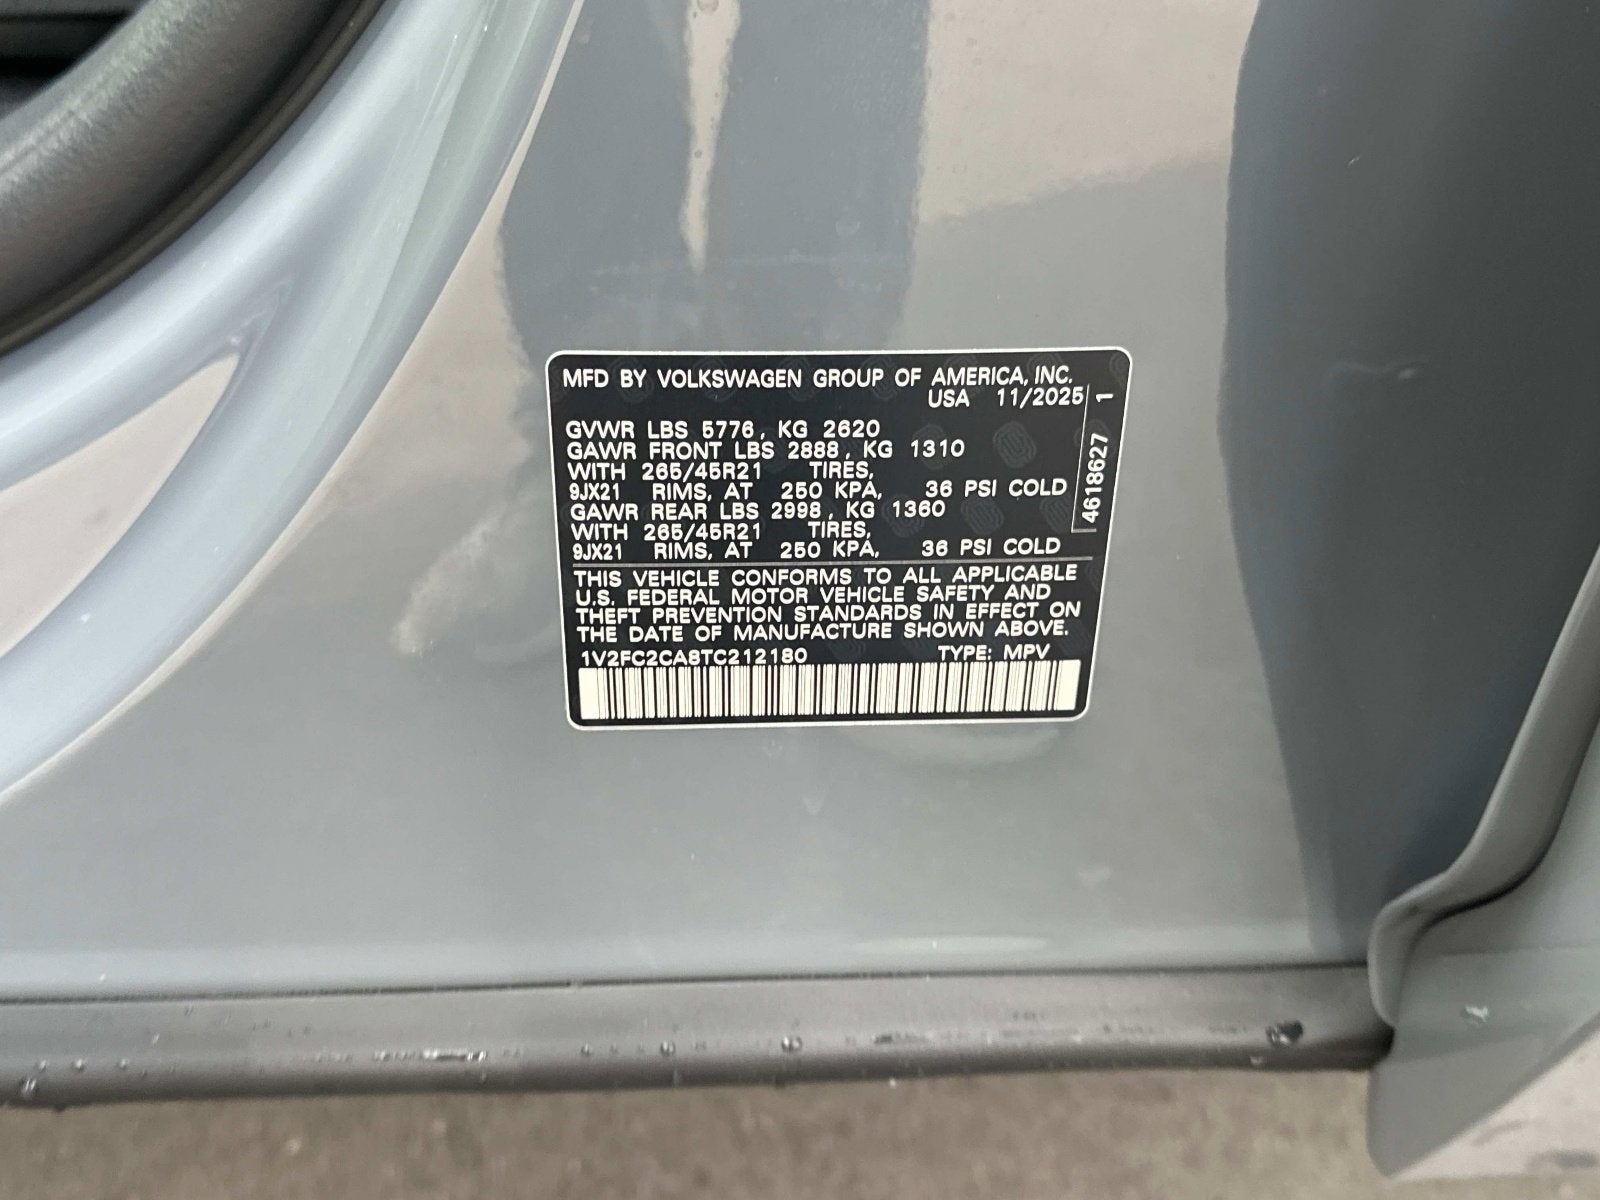 MFD BY VOLKSWAGEN GROUP OF AMERICA, INC.
USA 11/2025
GVWR LBS 5776, KG 2620
GAWR FRONT LBS 2888, KG 1310
WITH 265/45R21 TIRES,
9JX21 RIMS, AT 250 KPA, 36 PSI COLD
GAWR REAR LBS 2998, KG 1360
WITH 265/45R21 TIRES,
9JX21 RIMS, AT 250 KPA, 36 PSI COLD
THIS VEHICLE CONFORMS TO ALL APPLICABLE
U.S. FEDERAL MOTOR VEHICLE SAFETY AND
THEFT PREVENTION STANDARDS IN EFFECT ON
THE DATE OF MANUFACTURE SHOWN ABOVE.
1V2FC2CA8TC212180 TYPE: MPV
4618627 1